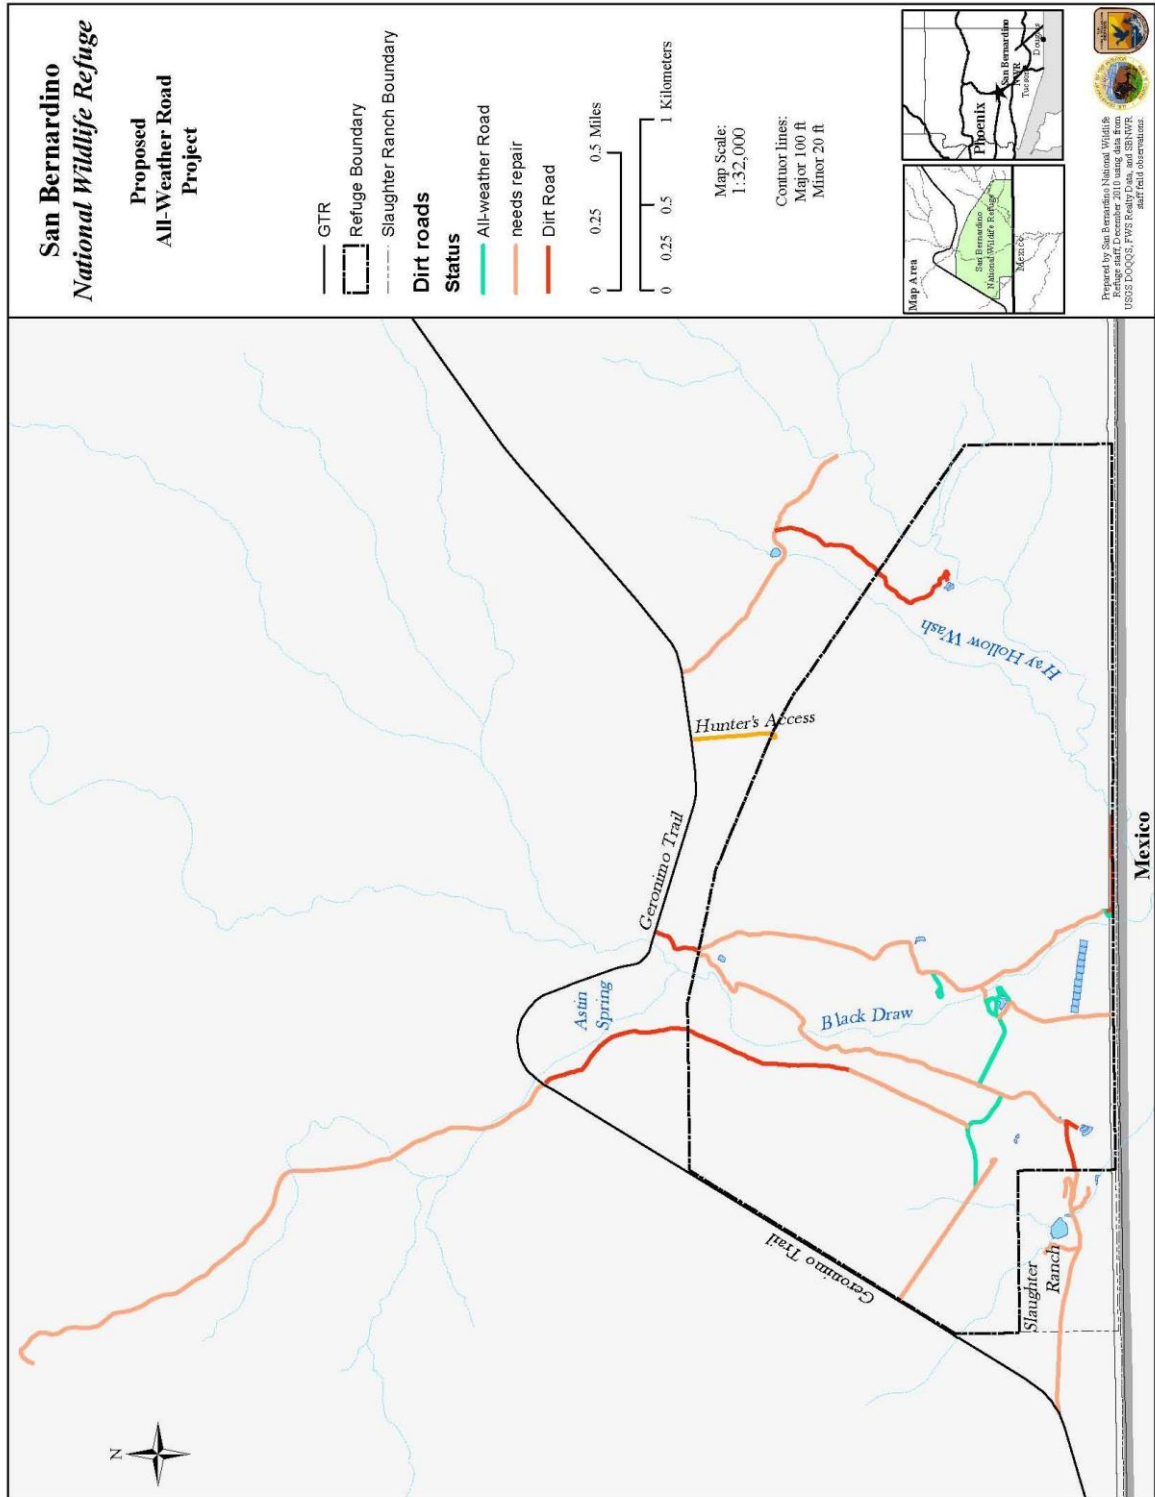 San Bernardino
National Wildlife Refuge
Proposed
All-Weather Road
Project
GTR
Refuge Boundary
Slaughter Ranch Boundary
Dirt roads
Status
All-weather Road
needs repair
Dirt Road
0 0.25 0.5 Miles
0 0.25 0.5 1 Kilometers
Map Scale:
1:32,000
Contuor lines:
Major 100 ft
Minor 20 ft
Map Area
San Bernardino
National Wildlife Refuge
Mexico
Phoenix
San Bernardino
NWR
Tucson
Douglas
Prepared by San Bernardino National Wildlife
Refuge staff, December 2010 using data from
USGS DOQQS, FWS Realty Data, and SBNWR
staff feild observations.
N
Geronimo Trail
Astin
Spring
Hunter's Access
Hay Hollow Wash
Black Draw
Geronimo Trail
Slaughter
Ranch
Mexico